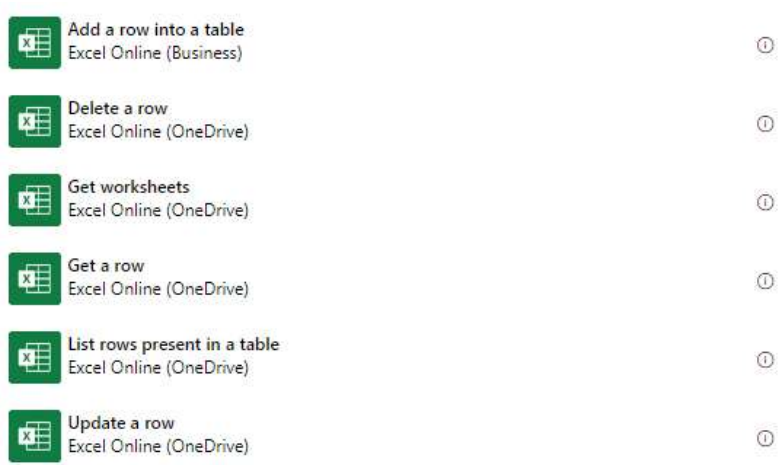 Add a row into a table
Excel Online (Business)
Delete a row
Excel Online (OneDrive)
Get worksheets
Excel Online (OneDrive)
Get a row
Excel Online (OneDrive)
List rows present in a table
Excel Online (OneDrive)
Update a row
Excel Online (OneDrive)